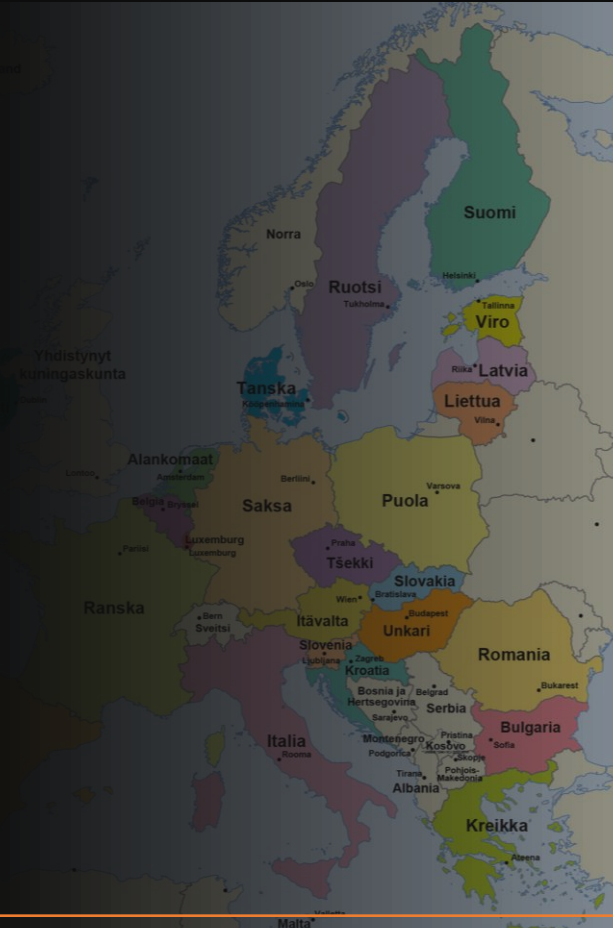 Suomi
Norra
Helsinki
Oslo
Ruotsi
Tukholma
Tallinna
Viro
Yhdistynyt
kuningaskunta
Riika
Latvia
Tanska
Kööpenhamina
Liettua
Vilna
Alankomaat
Amsterdam
Lontoo
Berliini
Varsova
Puola
Saksa
Belgia
Bryssel
Luxemburg
Luxemburg
Pariisi
Praha
Tšekki
Slovakia
Bratislava
Wien
Ranska
Bern
Sveitsi
Itävalta
Budapest
Unkari
Slovenia
Ljubljana
Zagreb
Kroatia
Romania
Bukarest
Bosnia ja
Hertsegovina
Sarajevo
Belgrad
Serbia
Bulgaria
Sofia
Italia
Rooma
Montenegro
Podgorica
Pristina
Kosovo
Skopje
Pohjois-
Makedonia
Tirana
Albania
Kreikka
Ateena
Valletta
Malta